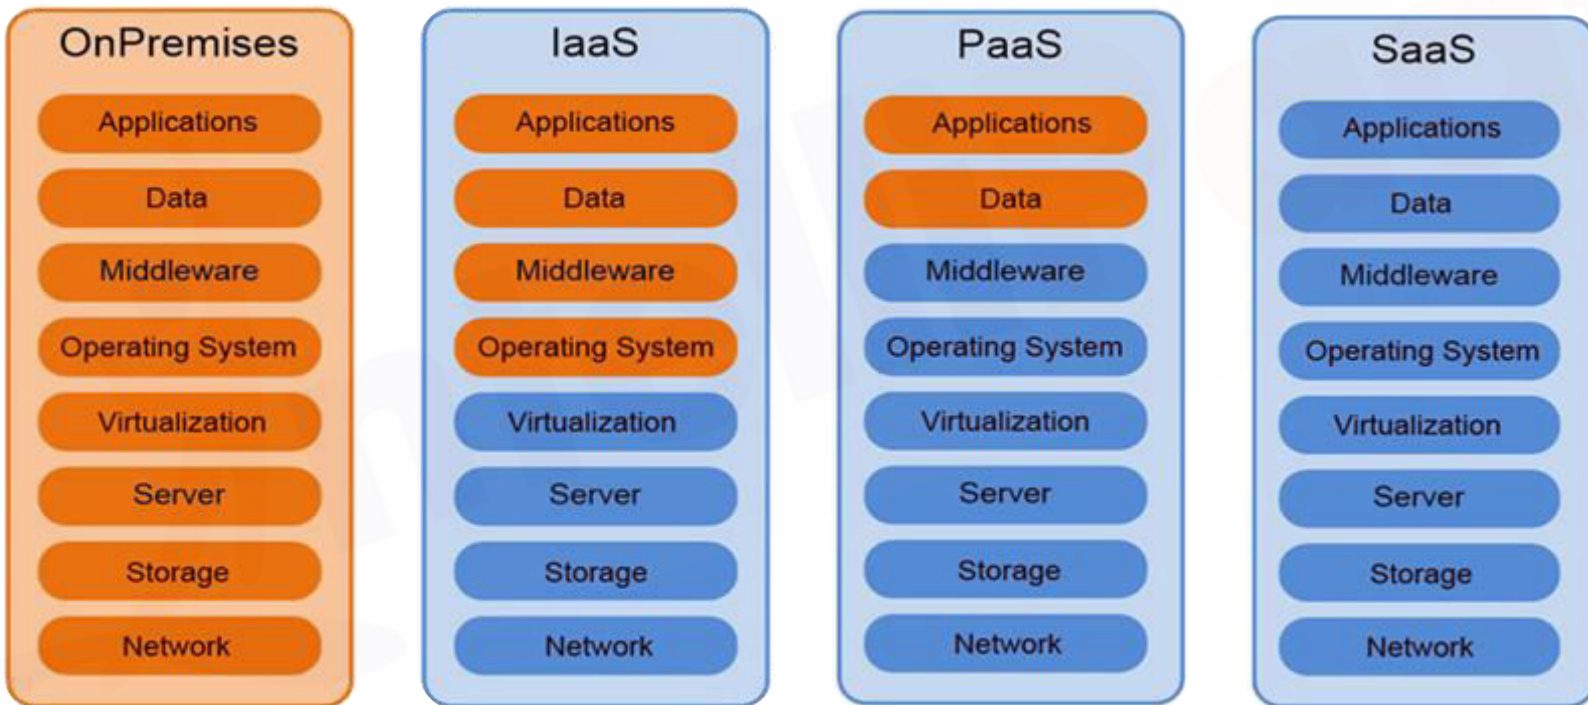 OnPremises
Applications
Data
Middleware
Operating System
Virtualization
Server
Storage
Network
IaaS
Applications
Data
Middleware
Operating System
Virtualization
Server
Storage
Network
PaaS
Applications
Data
Middleware
Operating System
Virtualization
Server
Storage
Network
SaaS
Applications
Data
Middleware
Operating System
Virtualization
Server
Storage
Network